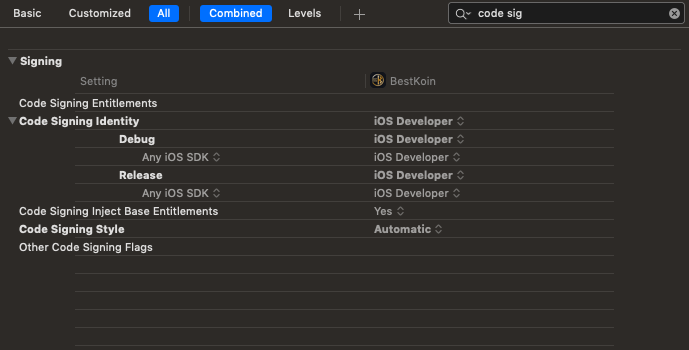 Basic Customized All Combined Levels + code sig
Signing
Setting BestKoin
Code Signing Entitlements
Code Signing Identity iOS Developer
Debug iOS Developer
Any iOS SDK iOS Developer
Release iOS Developer
Any iOS SDK iOS Developer
Code Signing Inject Base Entitlements Yes
Code Signing Style Automatic
Other Code Signing Flags